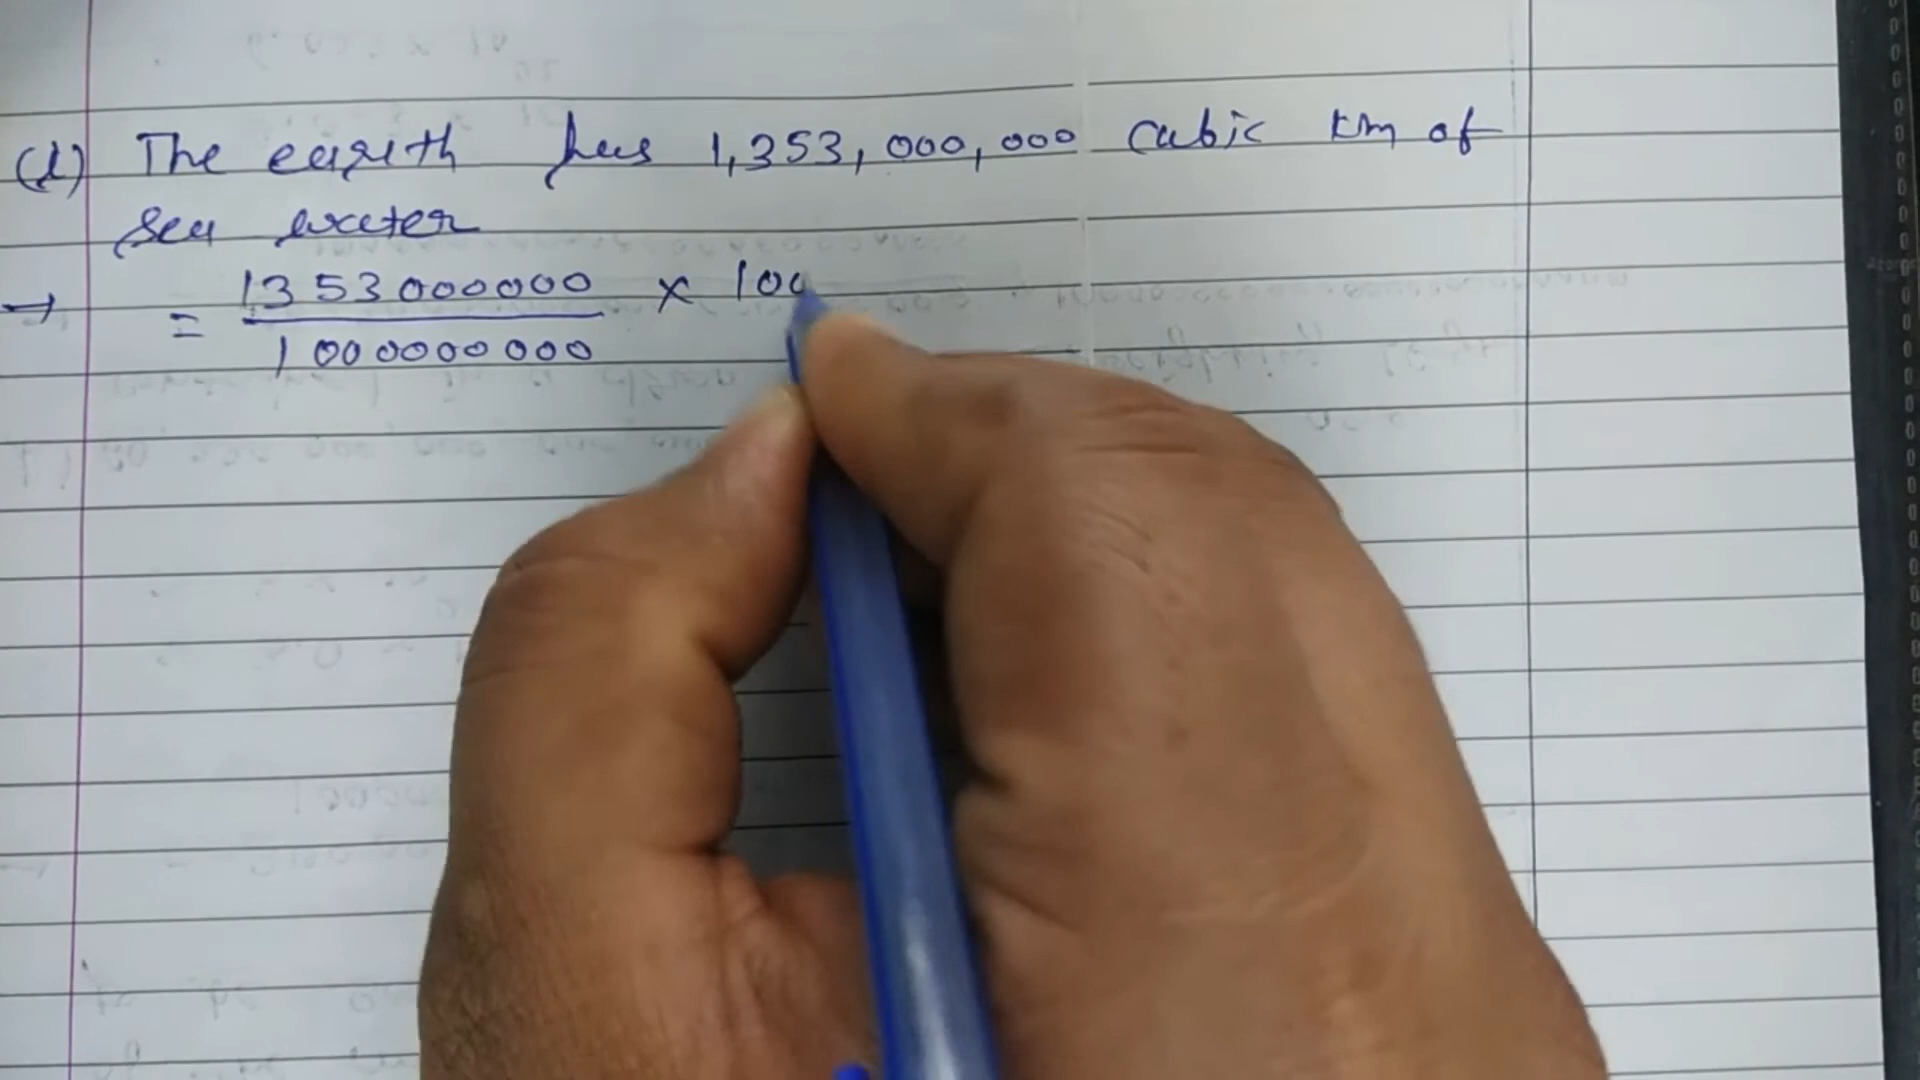 (d) The earth has 1,353,000,000 cubic km of
sea water
→ = 1353000000 × 100
1000000000